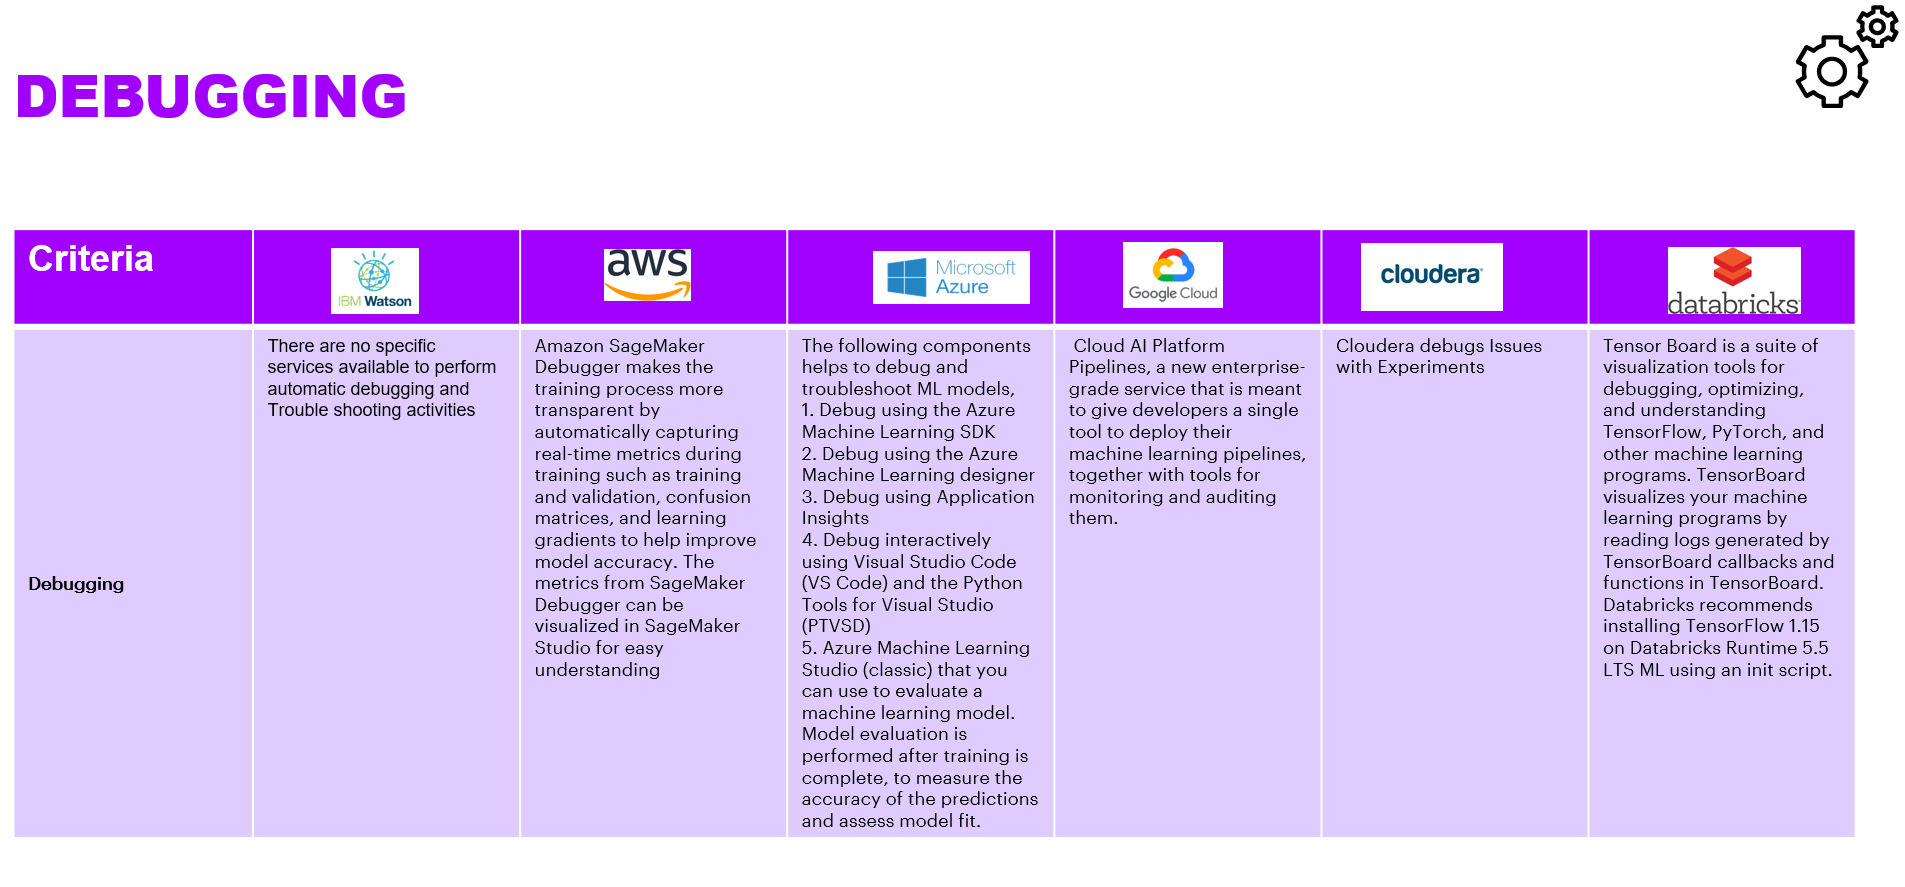 DEBUGGING
Criteria
IBM Watson
aws
Microsoft
Azure
Google Cloud
cloudera
databricks
Debugging
There are no specific
services available to perform
automatic debugging and
Trouble shooting activities
Amazon SageMaker
Debugger makes the
training process more
transparent by
automatically capturing
real-time metrics during
training such as training
and validation, confusion
matrices, and learning
gradients to help improve
model accuracy. The
metrics from SageMaker
Debugger can be
visualized in SageMaker
Studio for easy
understanding
The following components
helps to debug and
troubleshoot ML models,
1. Debug using the Azure
Machine Learning SDK
2. Debug using the Azure
Machine Learning designer
3. Debug using Application
Insights
4. Debug interactively
using Visual Studio Code
(VS Code) and the Python
Tools for Visual Studio
(PTVSD)
5. Azure Machine Learning
Studio (classic) that you
can use to evaluate a
machine learning model.
Model evaluation is
performed after training is
complete, to measure the
accuracy of the predictions
and assess model fit.
Cloud AI Platform
Pipelines, a new enterprise-
grade service that is meant
to give developers a single
tool to deploy their
machine learning pipelines,
together with tools for
monitoring and auditing
them.
Cloudera debugs Issues
with Experiments
Tensor Board is a suite of
visualization tools for
debugging, optimizing,
and understanding
TensorFlow, PyTorch, and
other machine learning
programs. TensorBoard
visualizes your machine
learning programs by
reading logs generated by
TensorBoard callbacks and
functions in TensorBoard.
Databricks recommends
installing TensorFlow 1.15
on Databricks Runtime 5.5
LTS ML using an init script.